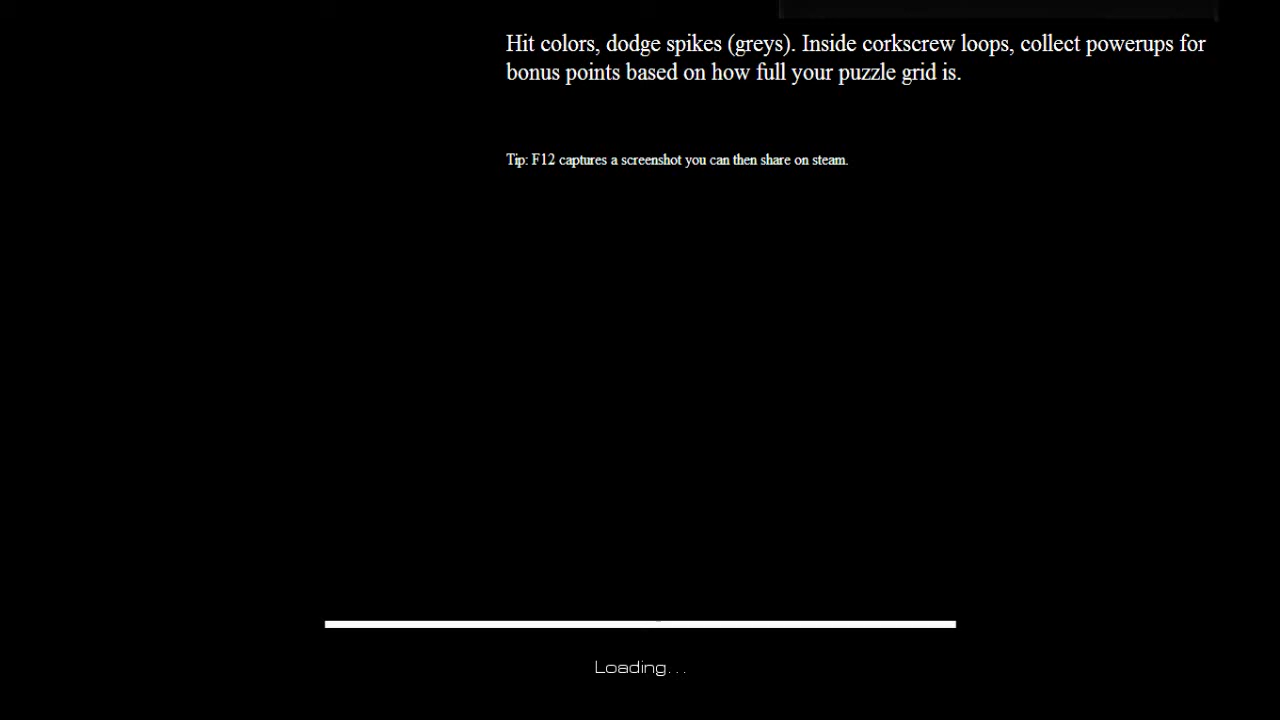 Hit colors, dodge spikes (greys). Inside corkscrew loops, collect powerups for
bonus points based on how full your puzzle grid is.
Tip: F12 captures a screenshot you can then share on steam.
Loading...